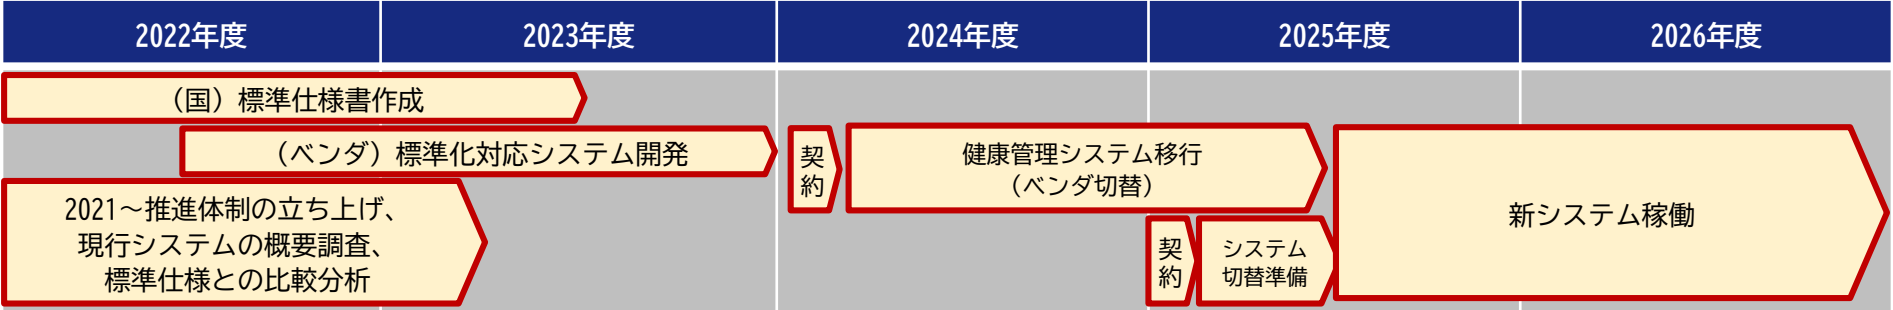 2022年度
2023年度
2024年度
2025年度
2026年度
（国）標準仕様書作成
（ベンダ）標準化対応システム開発
契
約
健康管理システム移行
（ベンダ切替）
2021～推進体制の立ち上げ、
現行システムの概要調査、
標準仕様との比較分析
契
約
システム
切替準備
新システム稼働